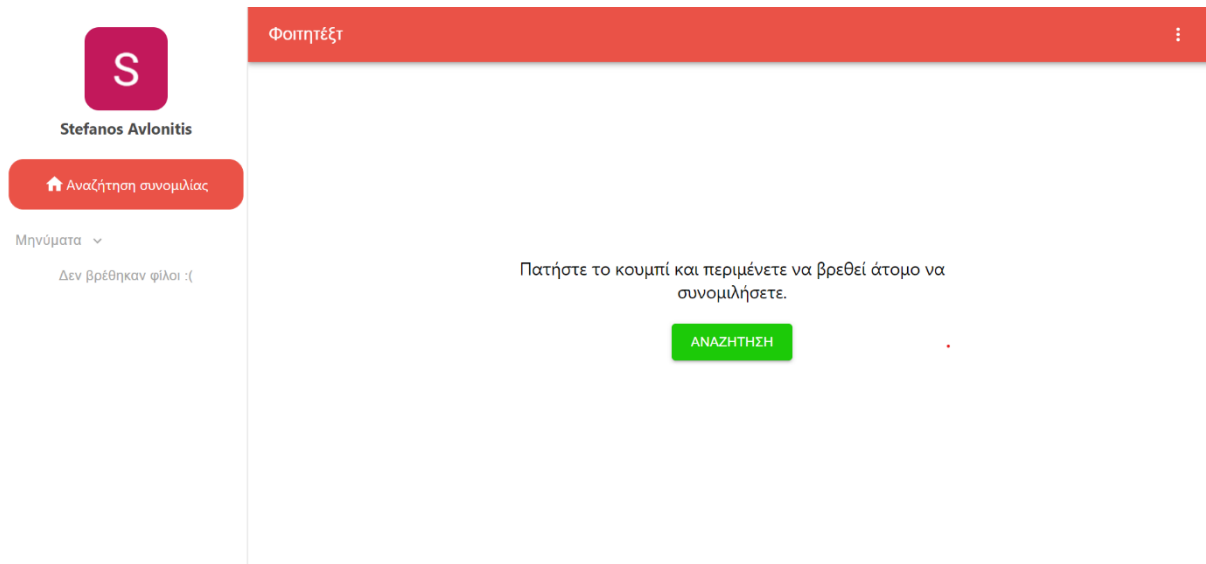 S
Stefanos Avlonitis
Αναζήτηση συνομιλίας
Μηνύματα
Δεν βρέθηκαν φίλοι :(
Φοιτητέξτ
Πατήστε το κουμπί και περιμένετε να βρεθεί άτομο να
συνομιλήσετε.
ΑΝΑΖΗΤΗΣΗ